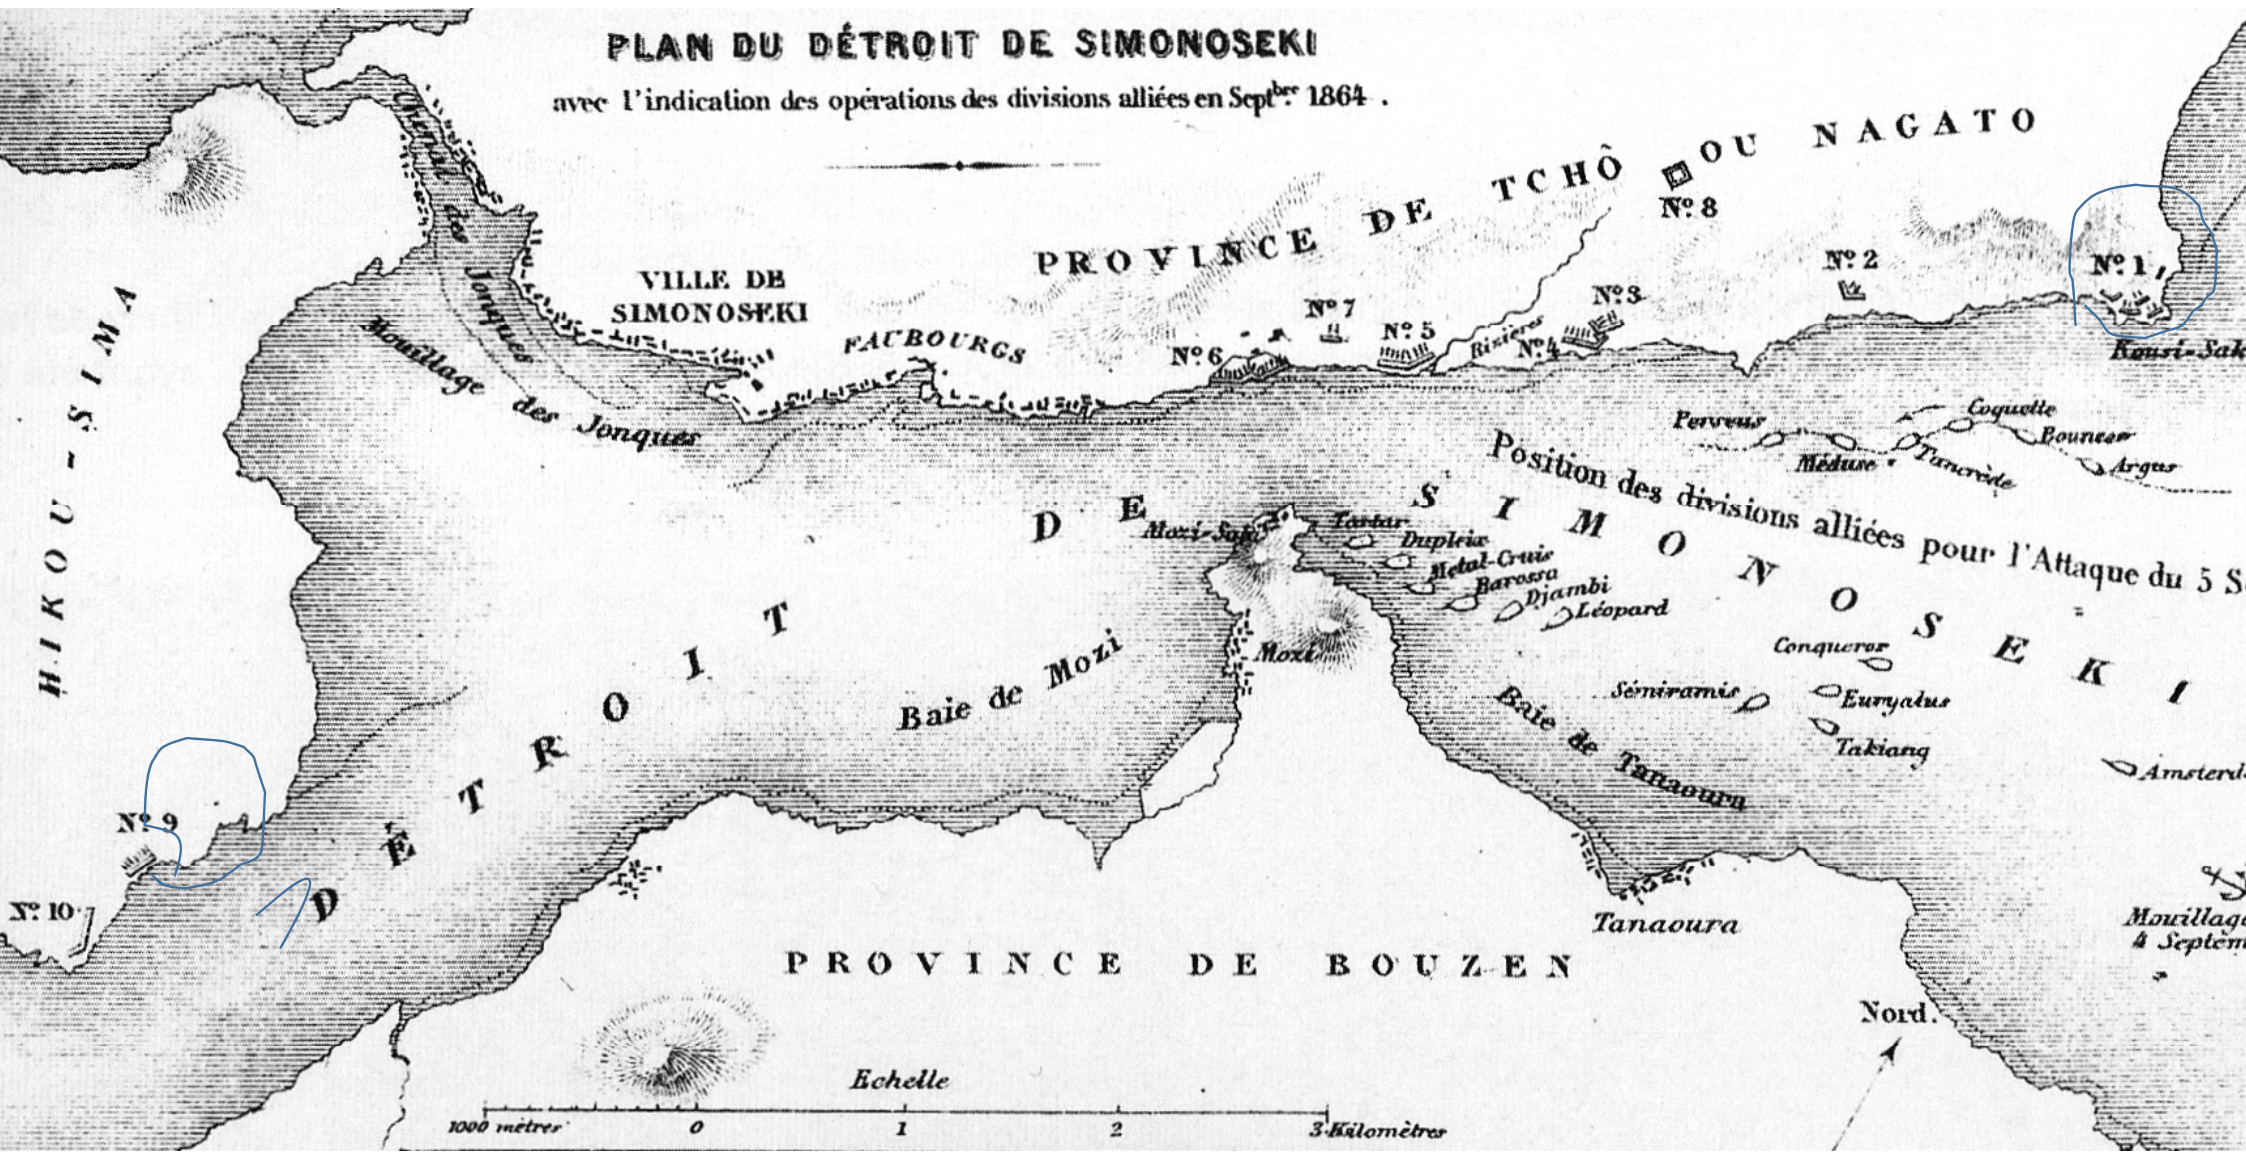 PLAN DU DÉTROIT DE SIMONOSEKI
avec l'indication des opérations des divisions alliées en Septbre 1864.
PROVINCE DE TCHÔ OU NAGATO
Nº 8
Nº 1
Nº 2
Nº 3
Nº 4
Rizières
Nº 5
Nº 7
Nº 6
Chenal des Jonques
VILLE DE
SIMONOSEKI
FAUBOURGS
Mouillage des Jonques
HIKOU-SIMA
Kousi-Sak
Perseus
Méduse
Tancrède
Coquette
Bouncer
Argus
Position des divisions alliées pour l'Attaque du 5 S
DÉTROIT DE SIMONOSEKI
Mozi-Saki
Tartar
Dupleix
Metal-Cruis
Barossa
Djambi
Léopard
Mozi
Baie de Mozi
Conqueror
Sémiramis
Euryalus
Takiang
Amsterd
Baie de Tanaoura
Nº 9
Nº 10
Tanaoura
Mouillage
4 Septem
PROVINCE DE BOUZEN
Nord.
Echelle
1000 mètres 0 1 2 3 Kilomètres